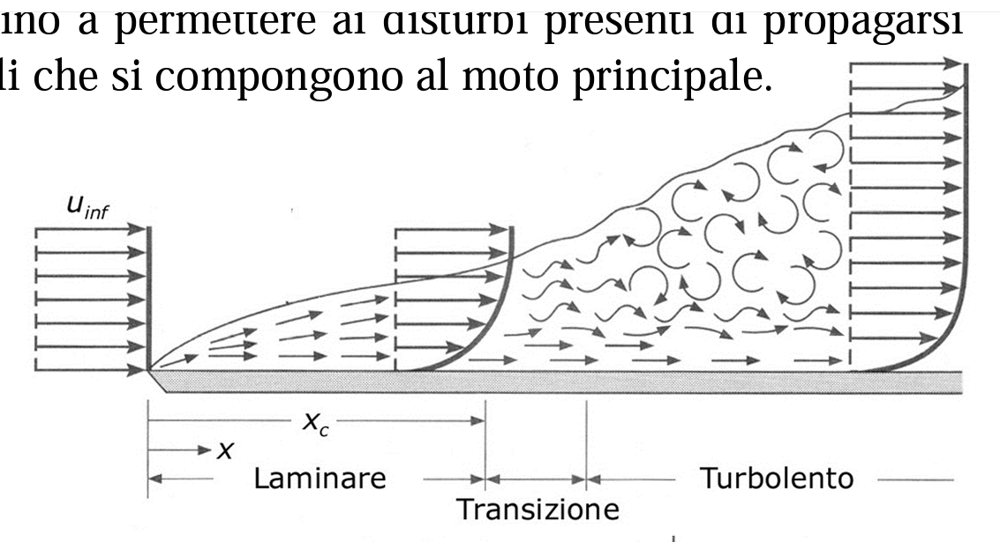 ino a permettere ai disturbi presenti di propagarsi
li che si compongono al moto principale.
u_inf
x_c
x
Laminare
Turbolento
Transizione